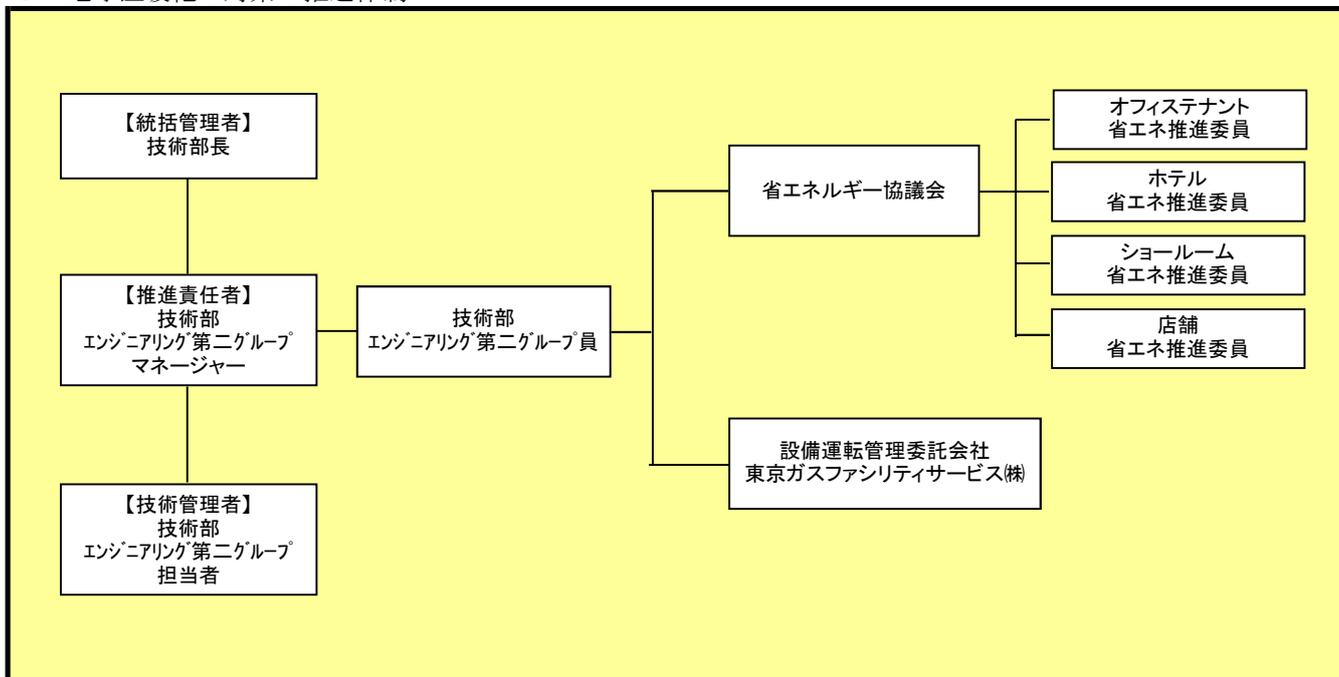 【統括管理者】
技術部長
【推進責任者】
技術部
ｴﾝｼﾞﾆｱﾘﾝｸﾞ第二ｸﾞﾙｰﾌﾟ
マネージャー
【技術管理者】
技術部
ｴﾝｼﾞﾆｱﾘﾝｸﾞ第二ｸﾞﾙｰﾌﾟ
担当者
技術部
ｴﾝｼﾞﾆｱﾘﾝｸﾞ第二ｸﾞﾙｰﾌﾟ員
省エネルギー協議会
設備運転管理委託会社
東京ガスファシリティサービス㈱
オフィステナント
省エネ推進委員
ホテル
省エネ推進委員
ショールーム
省エネ推進委員
店舗
省エネ推進委員